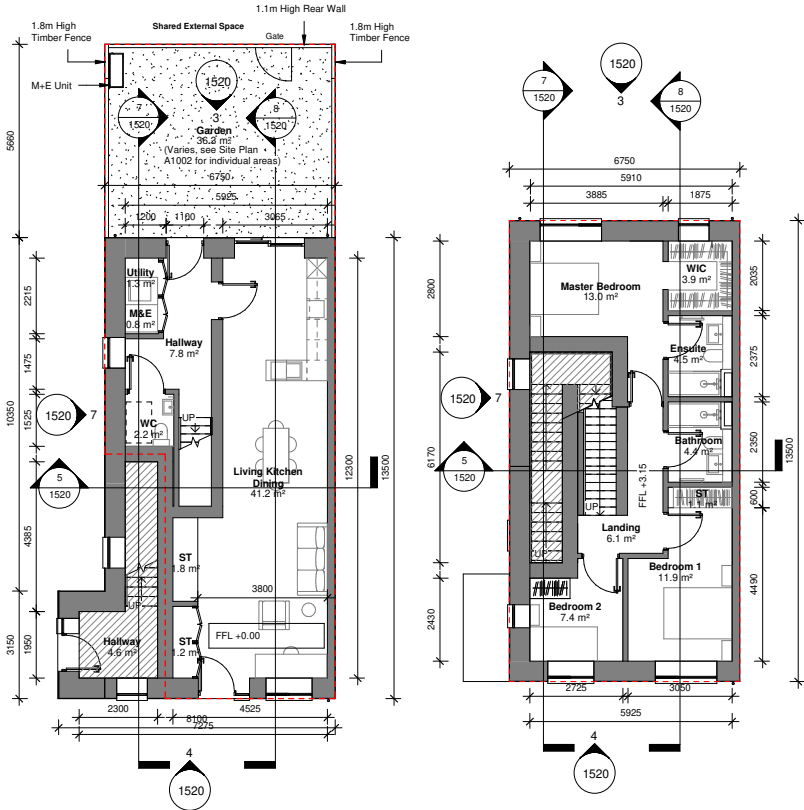 1.1m High Rear Wall
1.8m High
Timber Fence
Shared External Space
1.8m High
Timber Fence
Gate
M+E Unit
1520
3
7
1520
8
1520
Garden
36.3 m²
(Varies, see Site Plan
A1002 for individual areas)
6750
5925
1200
1100
3065
5660
Utility
1.3 m²
M&E
0.8 m²
Hallway
7.8 m²
WC
2.2 m²
UP
Living Kitchen
Dining
41.2 m²
ST
1.8 m²
3800
ST
1.2 m²
FFL +0.00
Hallway
4.6 m²
UP
2215
1475
1525
10350
4385
3150
1950
12300
13500
1520
7
5
1520
2300
4525
8100
7275
4
1520
1520
3
7
1520
8
1520
6750
5910
3885
1875
Master Bedroom
13.0 m²
WIC
3.9 m²
Ensuite
4.5 m²
Bathroom
4.4 m²
ST
1.1 m²
FFL +3.15
UP
UP
Landing
6.1 m²
Bedroom 1
11.9 m²
Bedroom 2
7.4 m²
2800
6170
2430
2035
2375
2350
600
4490
13500
1520
7
5
1520
2725
3050
5925
4
1520